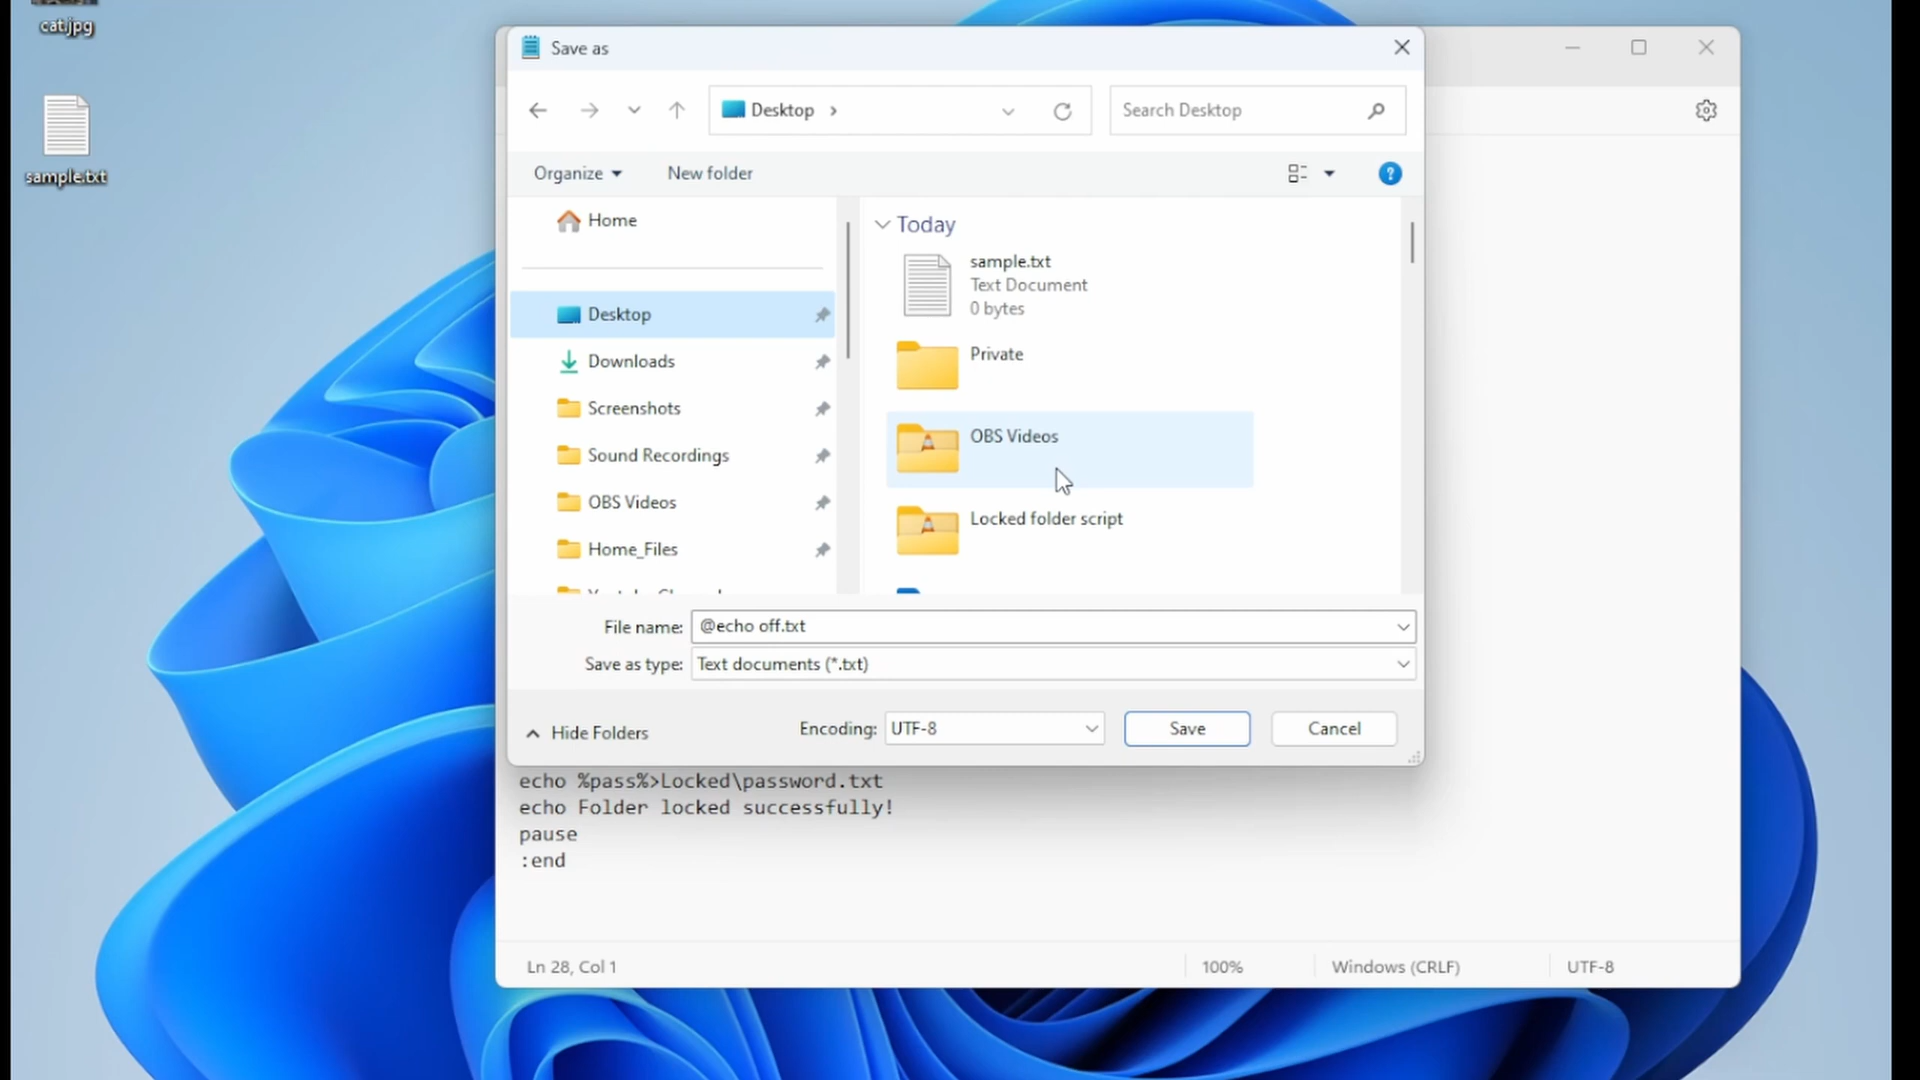 cat.jpg
sample.txt
Save as
Desktop
Search Desktop
Organize
New folder
Home
Desktop
Downloads
Screenshots
Sound Recordings
OBS Videos
Home_Files
Today
sample.txt
Text Document
0 bytes
Private
OBS Videos
Locked folder script
File name: @echo off.txt
Save as type: Text documents (*.txt)
Hide Folders
Encoding: UTF-8
Save
Cancel
echo %pass%>Locked\password.txt
echo Folder locked successfully!
pause
:end
Ln 28, Col 1
100%
Windows (CRLF)
UTF-8